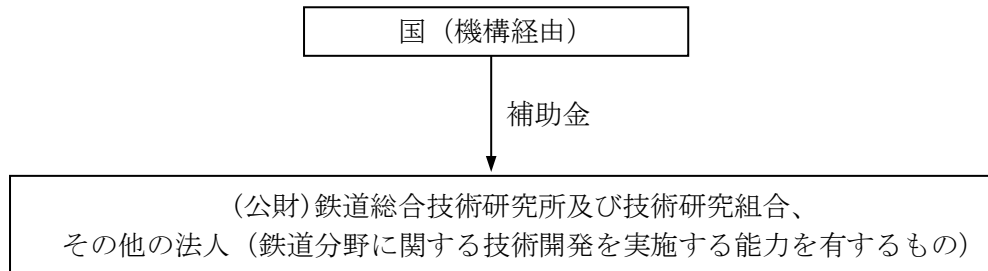 国（機構経由）
補助金
(公財)鉄道総合技術研究所及び技術研究組合、
その他の法人（鉄道分野に関する技術開発を実施する能力を有するもの）